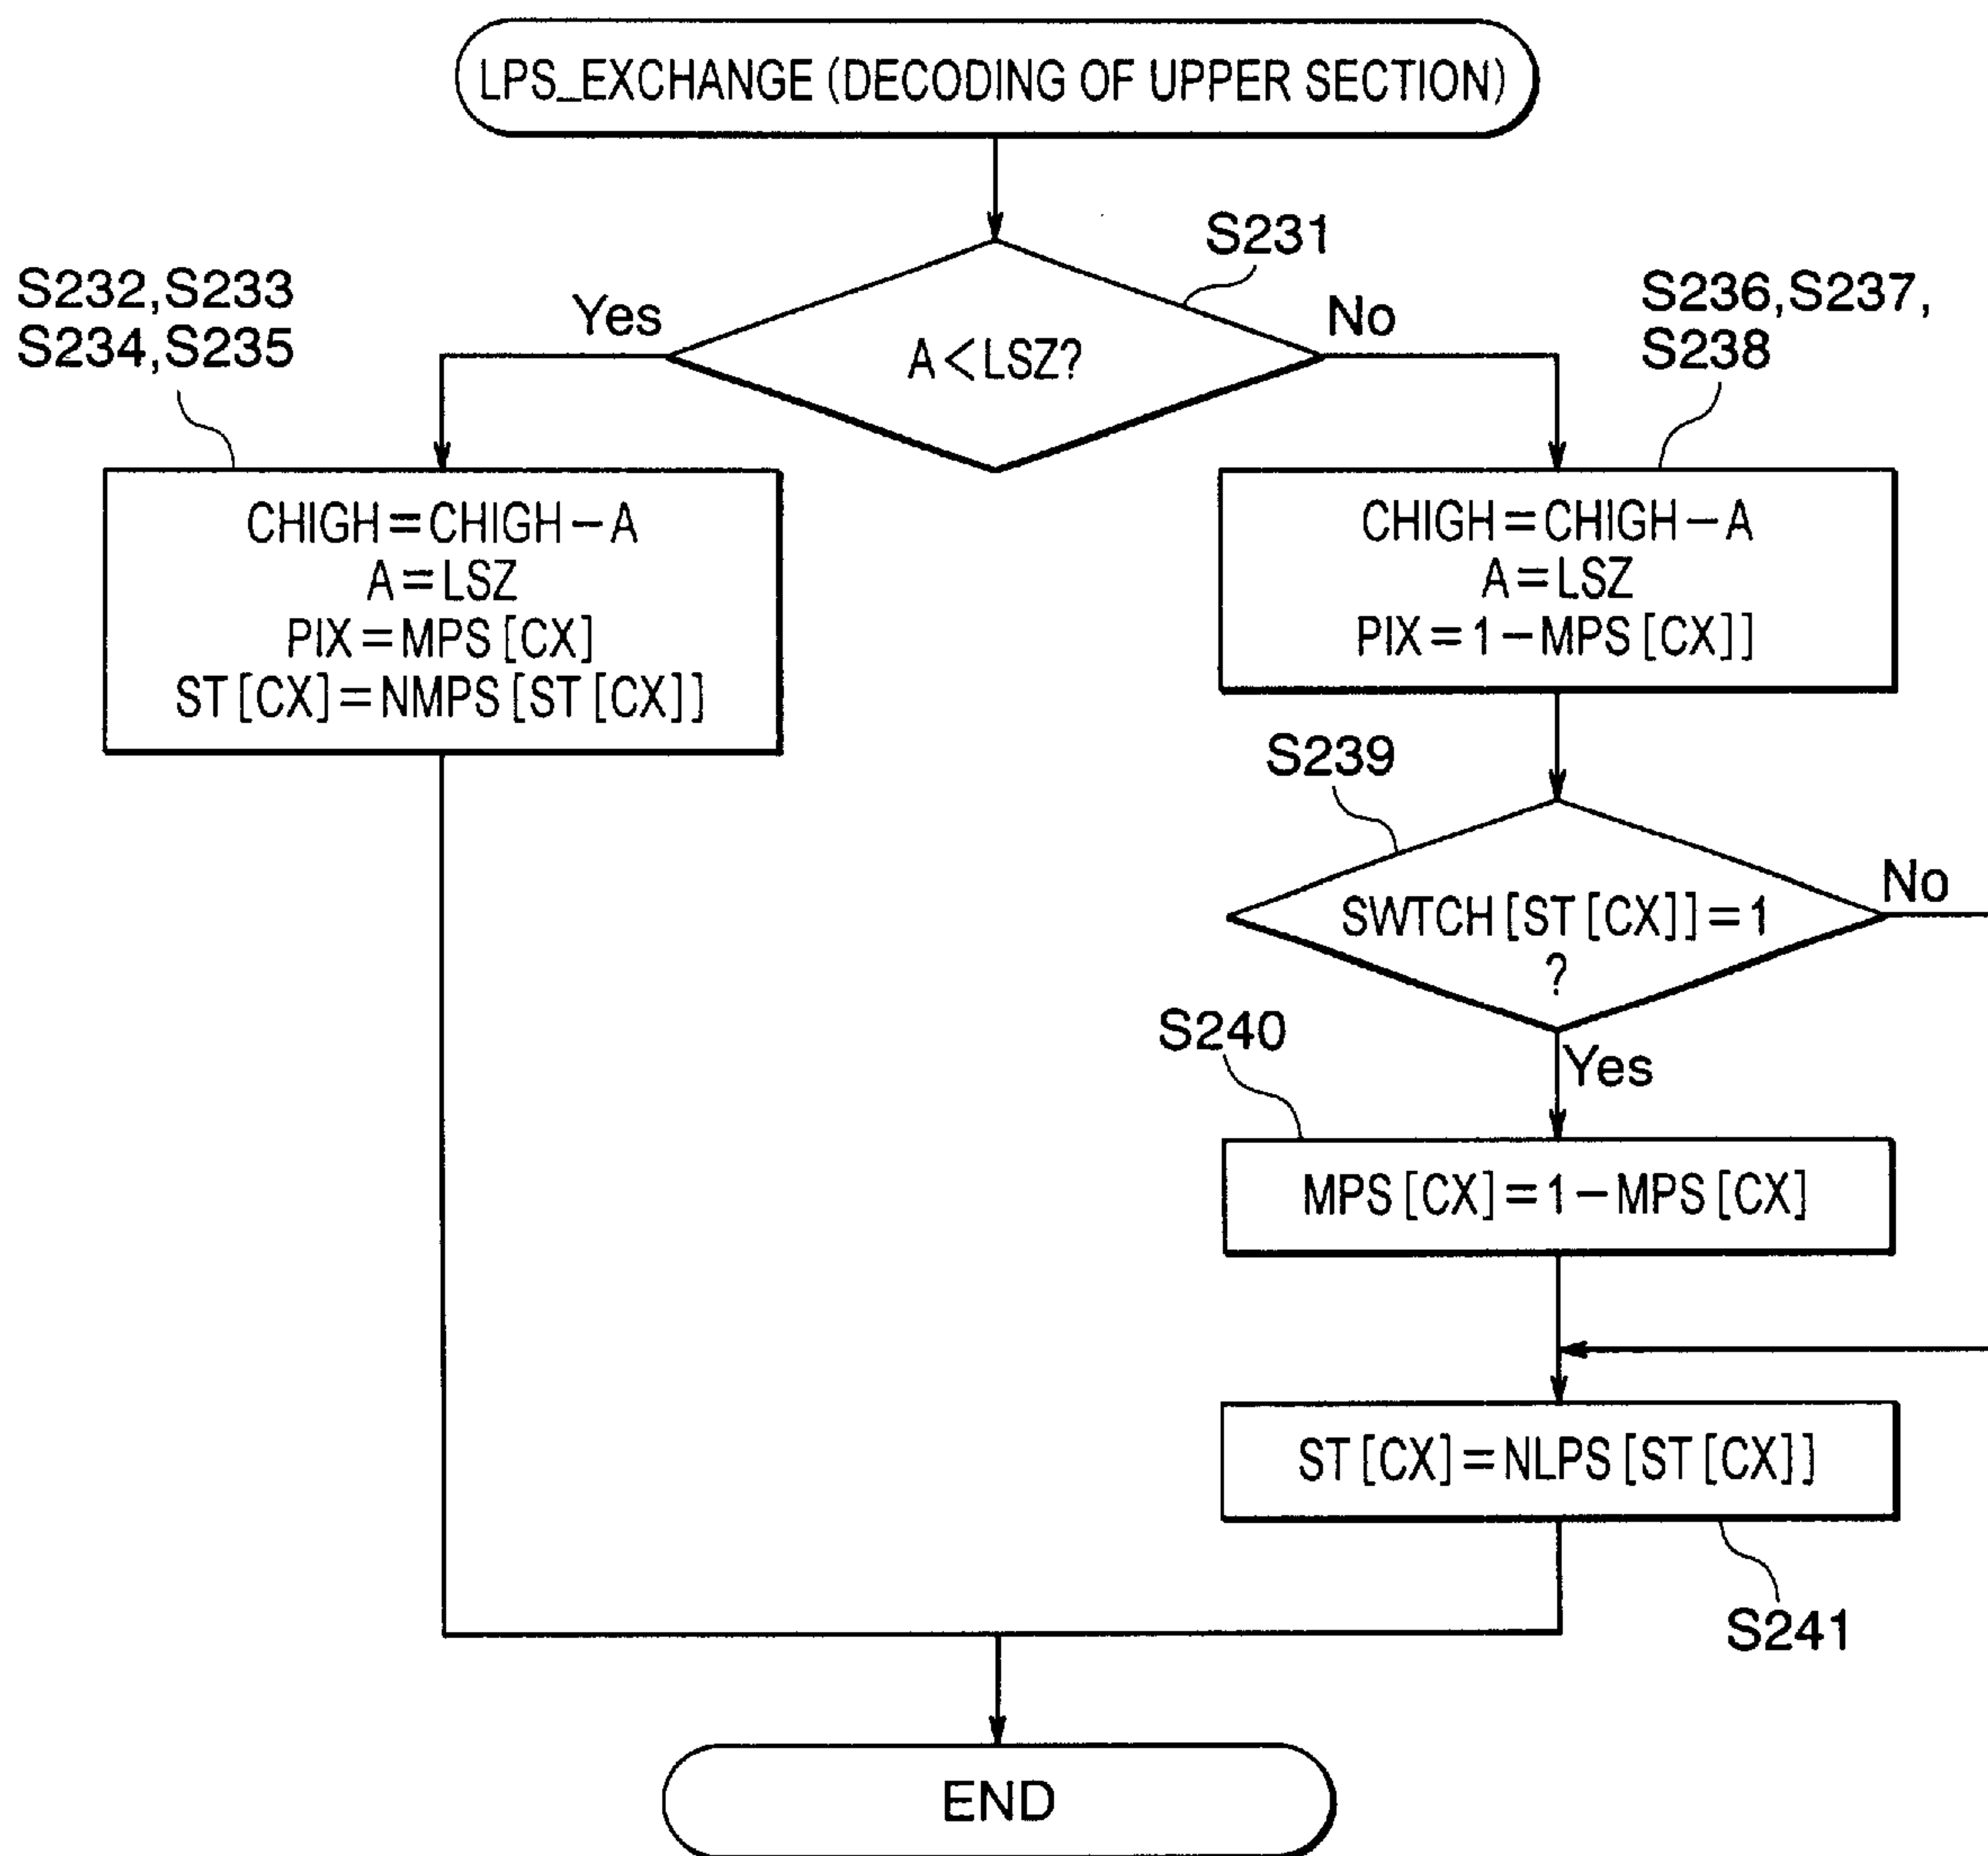 LPS_EXCHANGE (DECODING OF UPPER SECTION)
S231
S232,S233
S234,S235
Yes
No
S236,S237,
S238
A<LSZ?
CHIGH=CHIGH-A
A=LSZ
PIX=MPS[CX]
ST[CX]=NMPS[ST[CX]]
CHIGH=CHIGH-A
A=LSZ
PIX=1-MPS[CX]]
S239
No
SWTCH[ST[CX]]=1
?
S240
Yes
MPS[CX]=1-MPS[CX]
ST[CX]=NLPS[ST[CX]]
S241
END